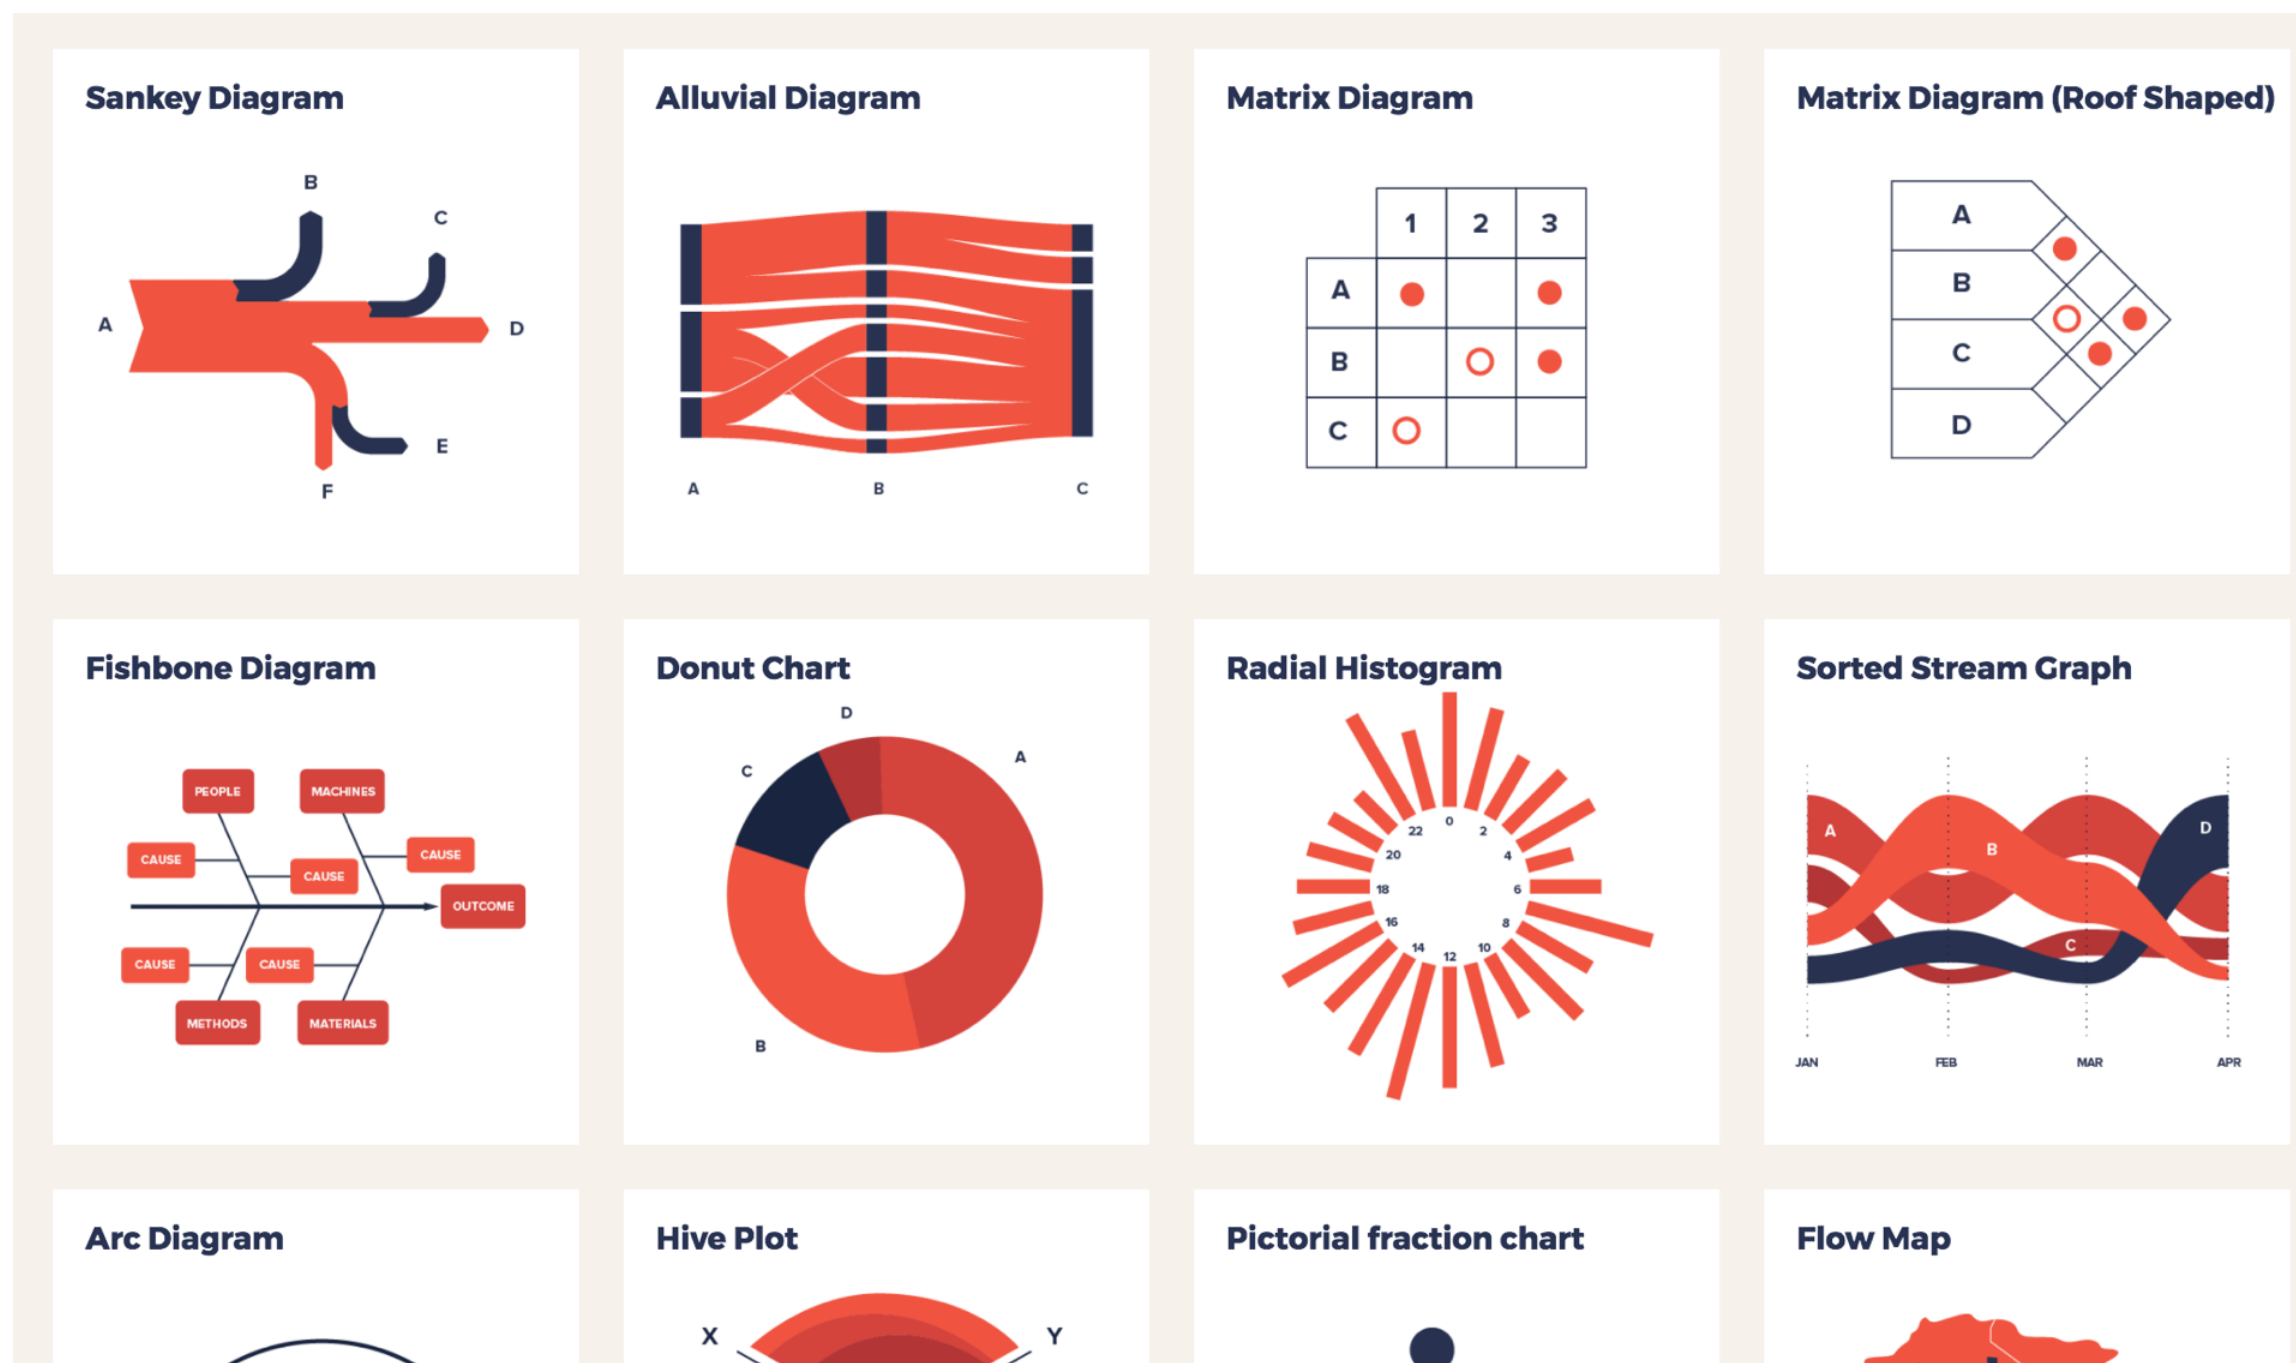 Sankey Diagram
B
C
A
D
E
F
Alluvial Diagram
A B C
Matrix Diagram
1 2 3
A
B
C
Matrix Diagram (Roof Shaped)
A
B
C
D
Fishbone Diagram
PEOPLE MACHINES
CAUSE CAUSE CAUSE
OUTCOME
CAUSE CAUSE
METHODS MATERIALS
Donut Chart
D
A
C
B
Radial Histogram
0
22 2
20 4
18 6
16 8
14 10
12
Sorted Stream Graph
A
B
D
C
JAN FEB MAR APR
Arc Diagram
Hive Plot
X Y
Pictorial fraction chart
Flow Map